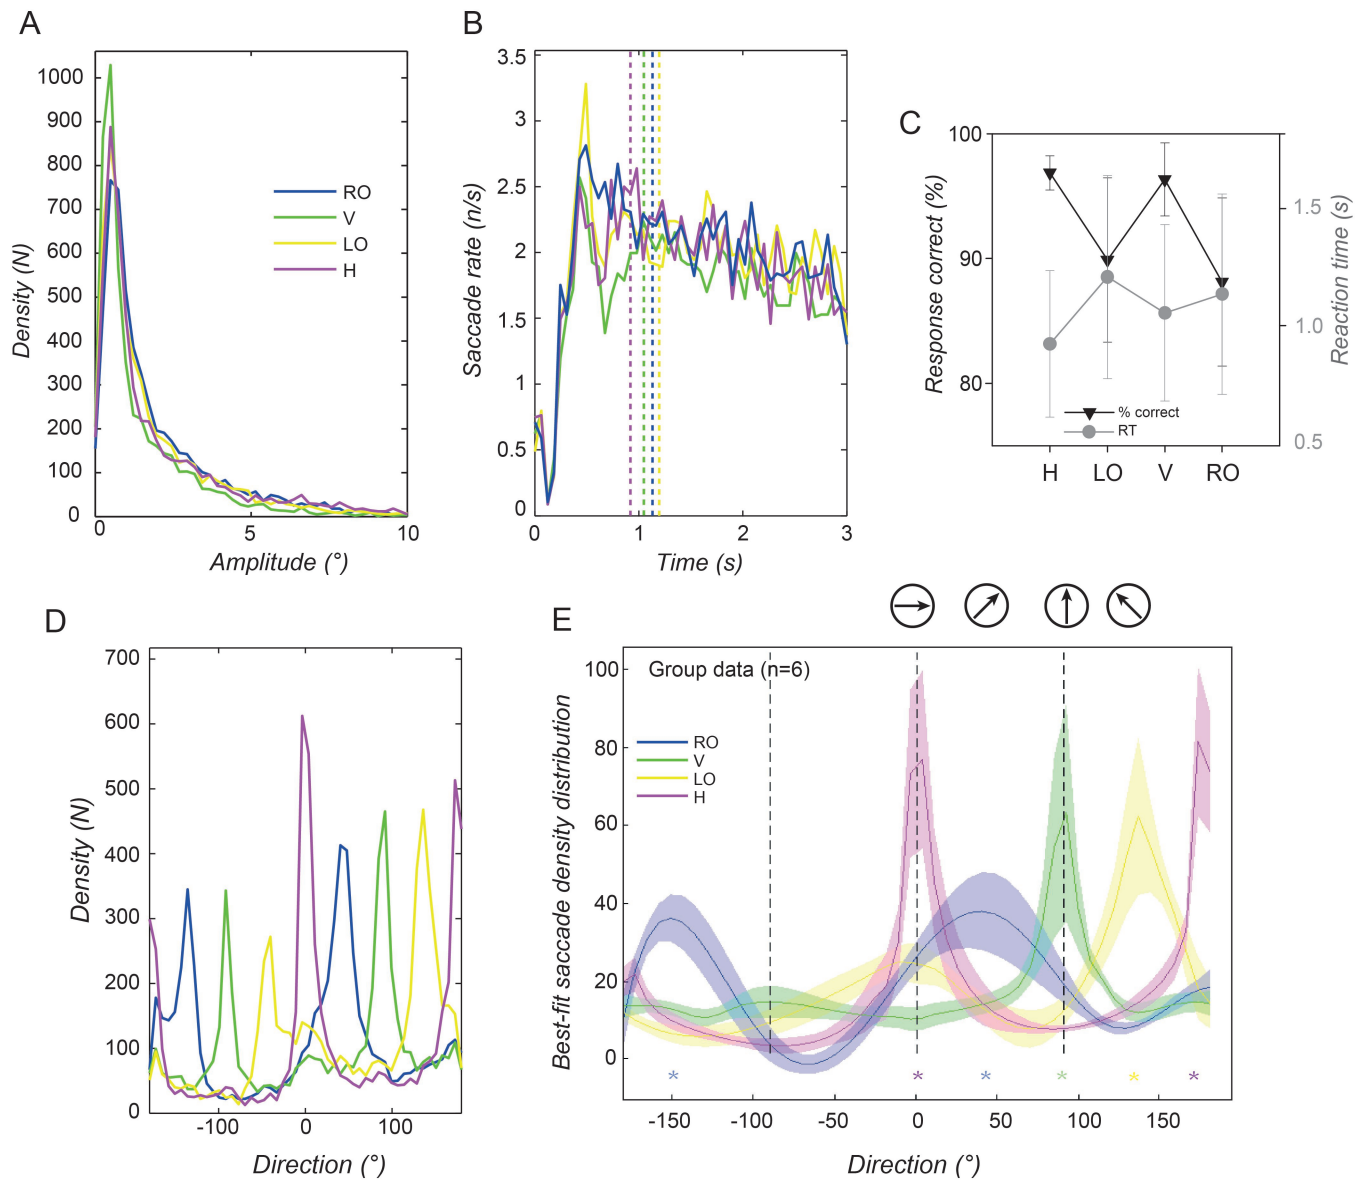 A
1000
900
800
700
600
500
400
300
200
100
0
0
5
10
Density (N)
Amplitude (°)
RO
V
LO
H
B
3.5
3
2.5
2
1.5
1
0.5
0
0
1
2
3
Saccade rate (n/s)
Time (s)
C
100
90
80
Response correct (%)
1.5
1.0
0.5
Reaction time (s)
% correct
RT
H
LO
V
RO
D
700
600
500
400
300
200
100
0
-100
0
100
Density (N)
Direction (°)
E
Group data (n=6)
100
80
60
40
20
0
RO
V
LO
H
Best-fit saccade density distribution
* * * * * *
-150
-100
-50
0
50
100
150
Direction (°)